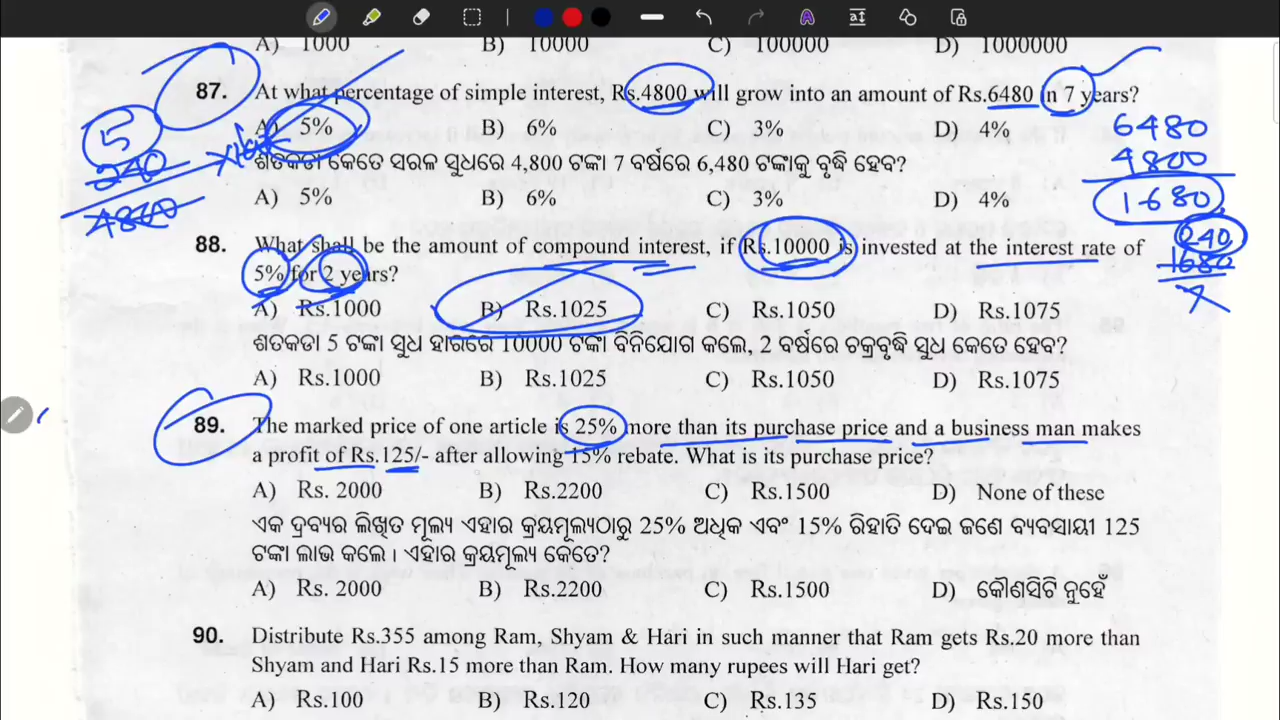 A) 1000 B) 10000 C) 100000 D) 1000000
87. At what percentage of simple interest, Rs.4800 will grow into an amount of Rs.6480 in 7 years?
A) 5% B) 6% C) 3% D) 4%
ଶତକଡା କେତେ ସରଳ ସୁଧରେ 4,800 ଟଙ୍କା 7 ବର୍ଷରେ 6,480 ଟଙ୍କାକୁ ବୃଦ୍ଧି ହେବ?
A) 5% B) 6% C) 3% D) 4%
88. What shall be the amount of compound interest, if Rs.10000 is invested at the interest rate of
5% for 2 years?
A) Rs.1000 B) Rs.1025 C) Rs.1050 D) Rs.1075
ଶତକଡା 5 ଟଙ୍କା ସୁଧ ହାରରେ 10000 ଟଙ୍କା ବିନିଯୋଗ କଲେ, 2 ବର୍ଷରେ ଚକ୍ରବୃଦ୍ଧି ସୁଧ କେତେ ହେବ?
A) Rs.1000 B) Rs.1025 C) Rs.1050 D) Rs.1075
89. The marked price of one article is 25% more than its purchase price and a business man makes
a profit of Rs.125/- after allowing 15% rebate. What is its purchase price?
A) Rs. 2000 B) Rs.2200 C) Rs.1500 D) None of these
ଏକ ଦ୍ରବ୍ୟର ଲିଖିତ ମୂଲ୍ୟ ଏହାର କ୍ରୟମୂଲ୍ୟଠାରୁ 25% ଅଧିକ ଏବଂ 15% ରିହାତି ଦେଇ ଜଣେ ବ୍ୟବସାୟୀ 125
ଟଙ୍କା ଲାଭ କଲେ। ଏହାର କ୍ରୟମୂଲ୍ୟ କେତେ?
A) Rs. 2000 B) Rs.2200 C) Rs.1500 D) କୌଣସିଟି ନୁହେଁ
90. Distribute Rs.355 among Ram, Shyam & Hari in such manner that Ram gets Rs.20 more than
Shyam and Hari Rs.15 more than Ram. How many rupees will Hari get?
A) Rs.100 B) Rs.120 C) Rs.135 D) Rs.150
5
240
4800
6480
4800
1680
240
1680
7